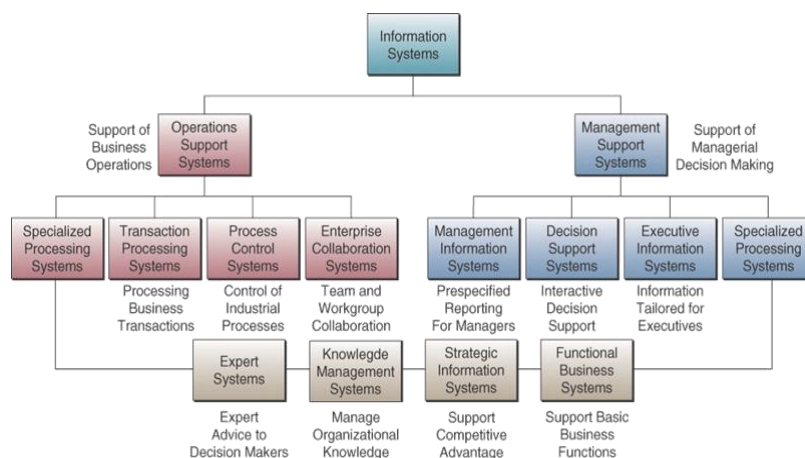 Information
Systems
Support of
Business
Operations
Operations
Support
Systems
Management
Support
Systems
Support of
Managerial
Decision Making
Specialized
Processing
Systems
Transaction
Processing
Systems
Process
Control
Systems
Enterprise
Collaboration
Systems
Management
Information
Systems
Decision
Support
Systems
Executive
Information
Systems
Specialized
Processing
Systems
Processing
Business
Transactions
Control of
Industrial
Processes
Team and
Workgroup
Collaboration
Prespecified
Reporting
For Managers
Interactive
Decision
Support
Information
Tailored for
Executives
Expert
Systems
Knowlegde
Management
Systems
Strategic
Information
Systems
Functional
Business
Systems
Expert
Advice to
Decision Makers
Manage
Organizational
Knowledge
Support
Competitive
Advantage
Support Basic
Business
Functions